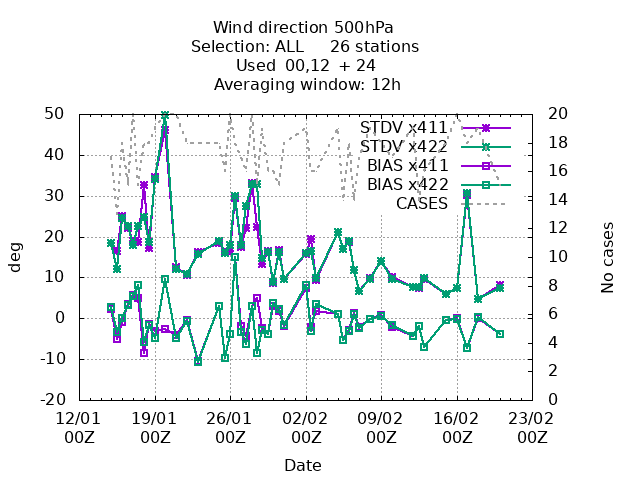 Wind direction 500hPa
Selection: ALL 26 stations
Used 00,12 + 24
Averaging window: 12h
50
40
30
20
10
0
-10
-20
20
18
16
14
12
10
8
6
4
2
0
STDV x411
STDV x422
BIAS x411
BIAS x422
CASES
deg
No cases
12/01 19/01 26/01 02/02 09/02 16/02 23/02
00Z 00Z 00Z 00Z 00Z 00Z 00Z
Date